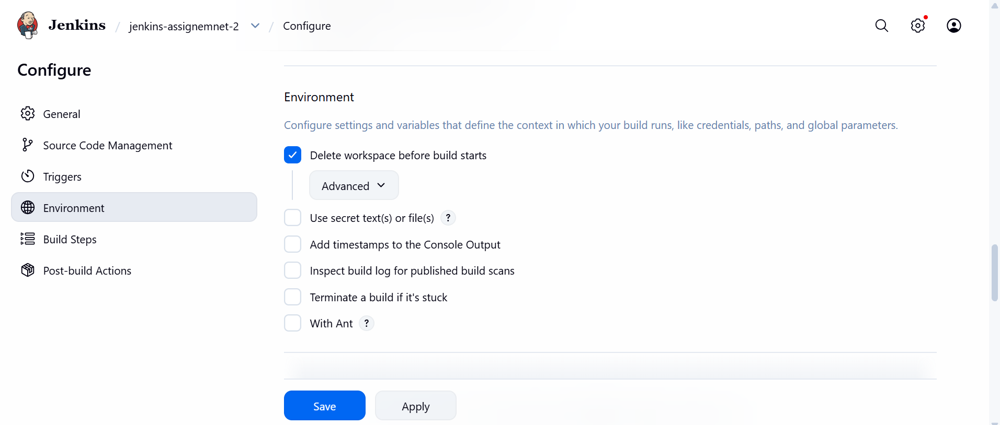 Jenkins / jenkins-assignemnet-2 / Configure
Configure
General
Source Code Management
Triggers
Environment
Build Steps
Post-build Actions
Environment
Configure settings and variables that define the context in which your build runs, like credentials, paths, and global parameters.
Delete workspace before build starts
Advanced
Use secret text(s) or file(s) ?
Add timestamps to the Console Output
Inspect build log for published build scans
Terminate a build if it's stuck
With Ant ?
Save Apply